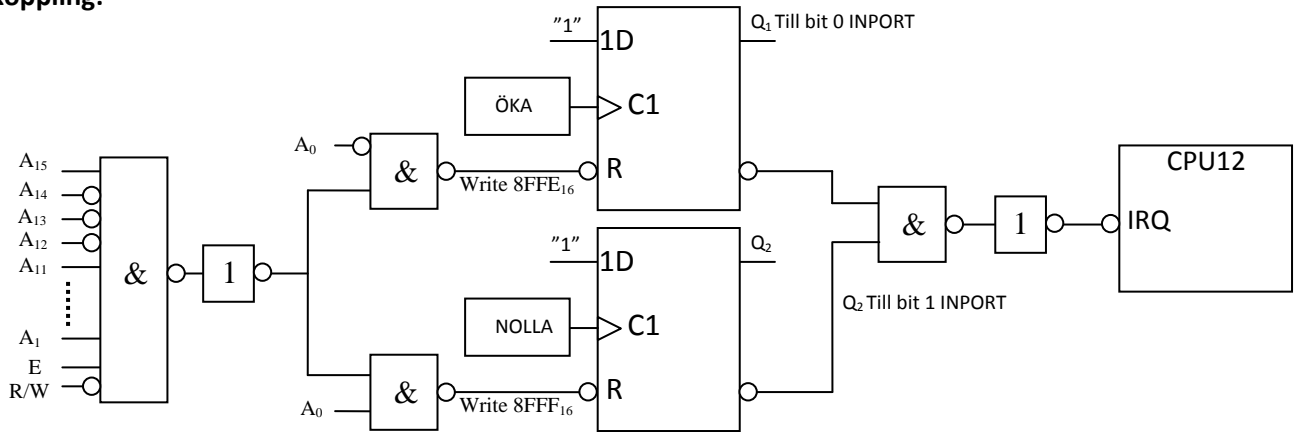 koppling:
"1"
1D
Q₁ Till bit 0 INPORT
ÖKA
C1
A₀
&
Write 8FFE₁₆
R
A₁₅
A₁₄
A₁₃
A₁₂
A₁₁
A₁
E
R/W
&
1
&
A₀
Write 8FFF₁₆
"1"
1D
Q₂
NOLLA
C1
R
Q₂ Till bit 1 INPORT
&
1
CPU12
IRQ